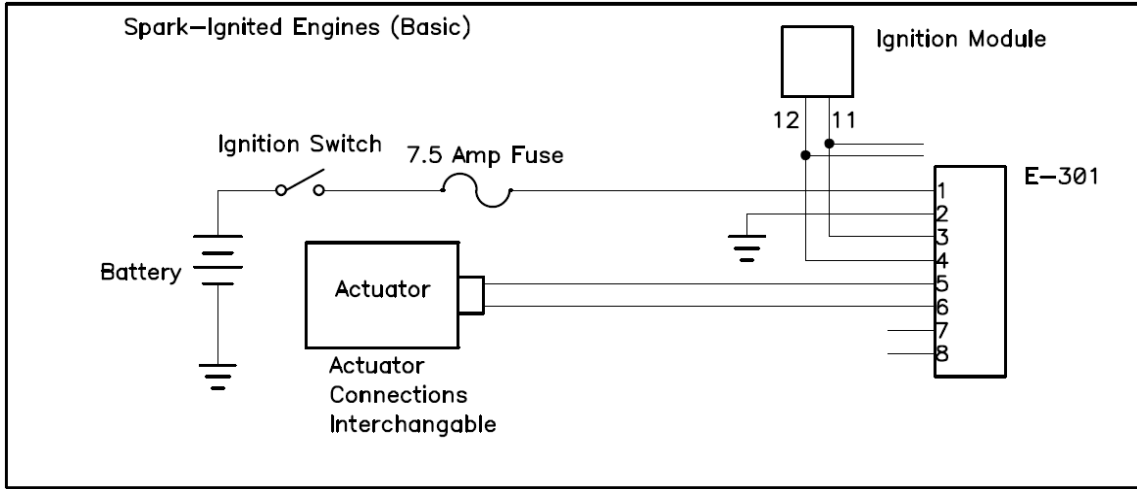 Spark-Ignited Engines (Basic)
Ignition Module
12 11
Ignition Switch
7.5 Amp Fuse
E-301
1
2
3
4
5
6
7
8
Battery
Actuator
Actuator
Connections
Interchangable